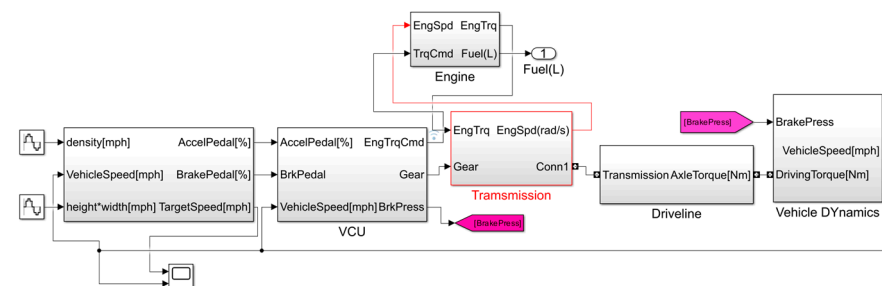 EngSpd EngTrq
TrqCmd Fuel(L)
Engine
1
Fuel(L)
density[mph] AccelPedal[%]
VehicleSpeed[mph] BrakePedal[%]
height*width[mph] TargetSpeed[mph]
AccelPedal[%] EngTrqCmd
BrkPedal Gear
VehicleSpeed[mph] BrkPress
VCU
EngTrq EngSpd(rad/s)
Gear Conn1
Tramsmission
[BrakePress]
Transmission AxleTorque[Nm]
Driveline
[BrakePress]
BrakePress
VehicleSpeed[mph]
DrivingTorque[Nm]
Vehicle DYnamics